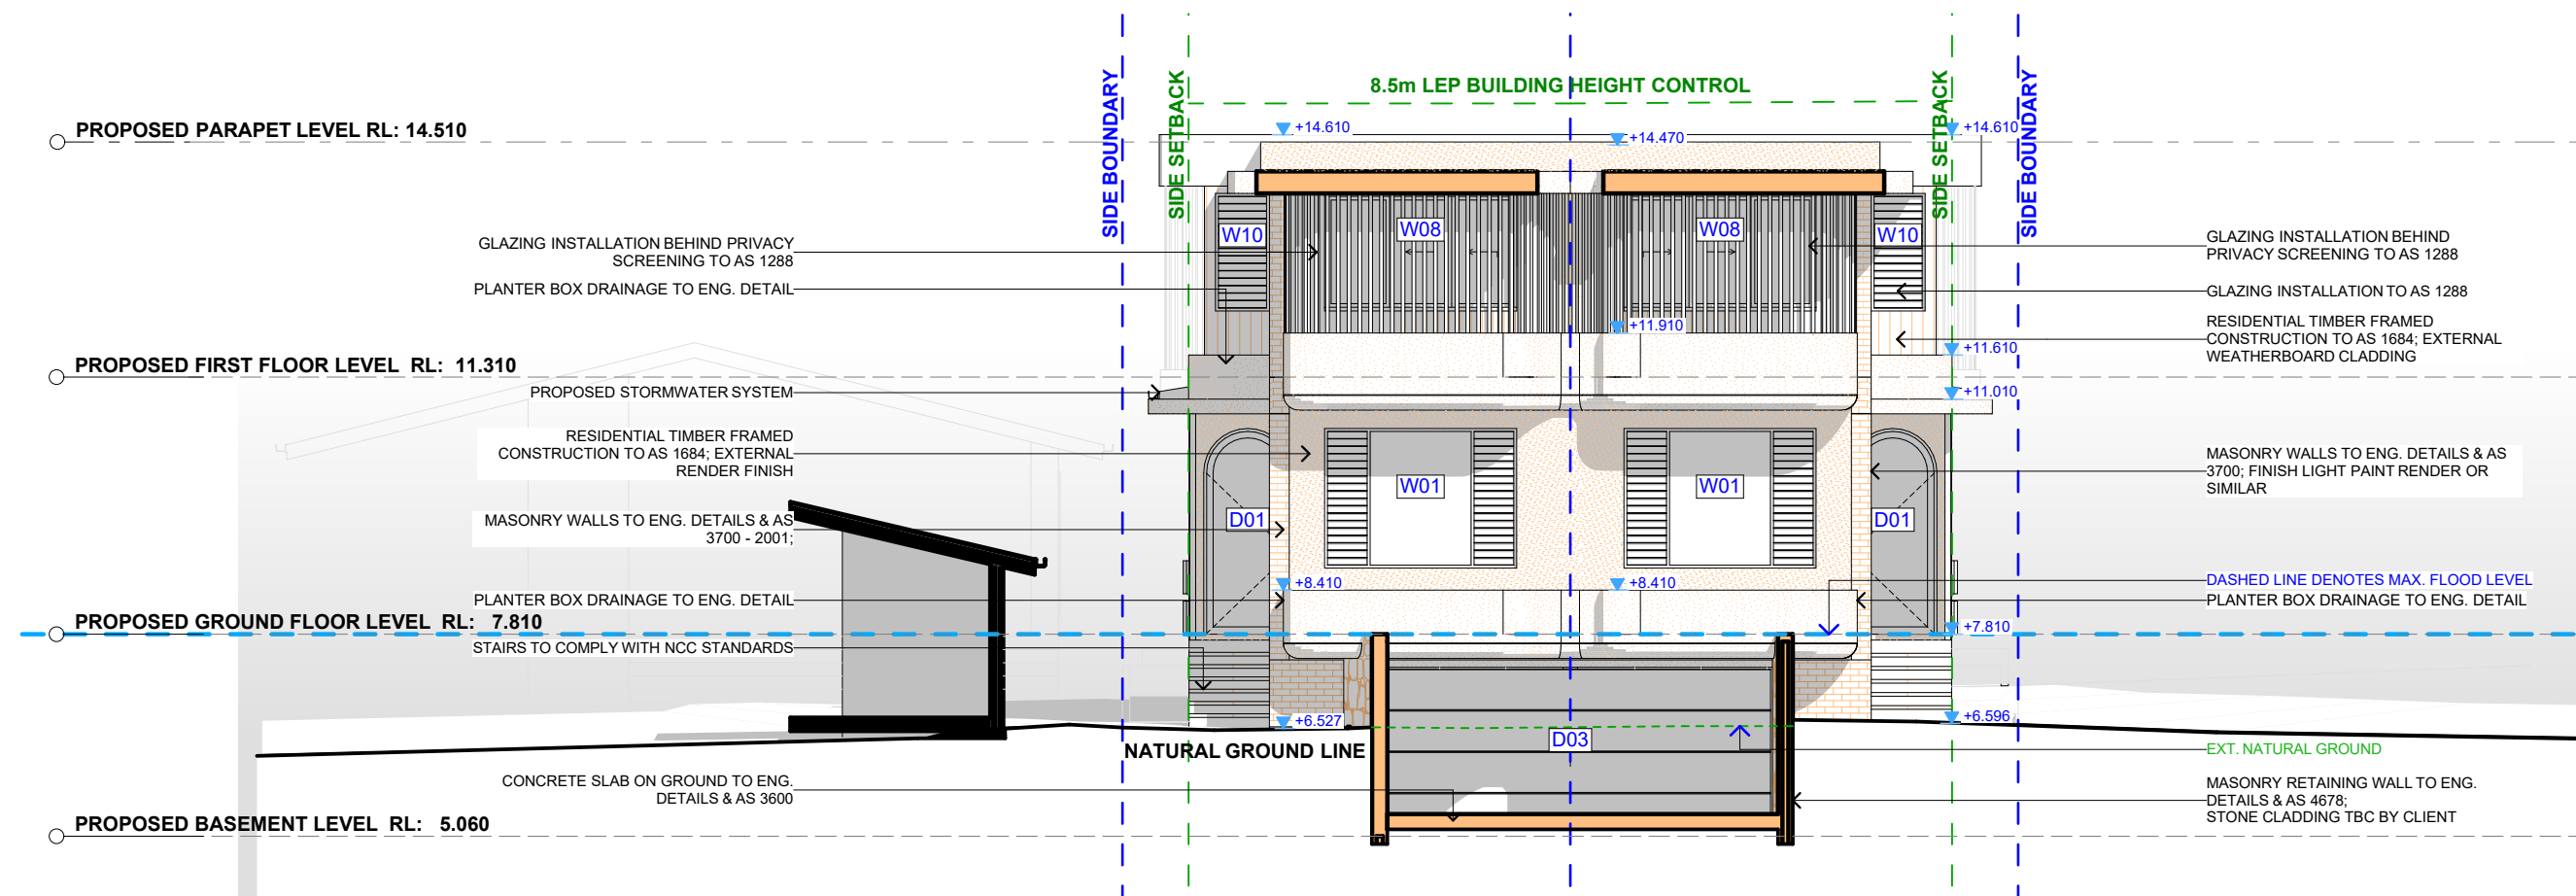 8.5m LEP BUILDING HEIGHT CONTROL
SIDE BOUNDARY
SIDE SETBACK
SIDE SETBACK
SIDE BOUNDARY
PROPOSED PARAPET LEVEL RL: 14.510
+14.610
+14.470
+14.610
W10
W08
W08
W10
GLAZING INSTALLATION BEHIND PRIVACY
SCREENING TO AS 1288
PLANTER BOX DRAINAGE TO ENG. DETAIL
GLAZING INSTALLATION BEHIND
PRIVACY SCREENING TO AS 1288
GLAZING INSTALLATION TO AS 1288
RESIDENTIAL TIMBER FRAMED
CONSTRUCTION TO AS 1684; EXTERNAL
WEATHERBOARD CLADDING
+11.910
+11.610
PROPOSED FIRST FLOOR LEVEL RL: 11.310
PROPOSED STORMWATER SYSTEM
+11.010
RESIDENTIAL TIMBER FRAMED
CONSTRUCTION TO AS 1684; EXTERNAL
RENDER FINISH
MASONRY WALLS TO ENG. DETAILS & AS
3700; FINISH LIGHT PAINT RENDER OR
SIMILAR
W01
W01
D01
D01
MASONRY WALLS TO ENG. DETAILS & AS
3700 - 2001;
+8.410
+8.410
DASHED LINE DENOTES MAX. FLOOD LEVEL
PLANTER BOX DRAINAGE TO ENG. DETAIL
PLANTER BOX DRAINAGE TO ENG. DETAIL
PROPOSED GROUND FLOOR LEVEL RL: 7.810
+7.810
STAIRS TO COMPLY WITH NCC STANDARDS
+6.527
+6.596
NATURAL GROUND LINE
D03
EXT. NATURAL GROUND
CONCRETE SLAB ON GROUND TO ENG.
DETAILS & AS 3600
MASONRY RETAINING WALL TO ENG.
DETAILS & AS 4678;
STONE CLADDING TBC BY CLIENT
PROPOSED BASEMENT LEVEL RL: 5.060